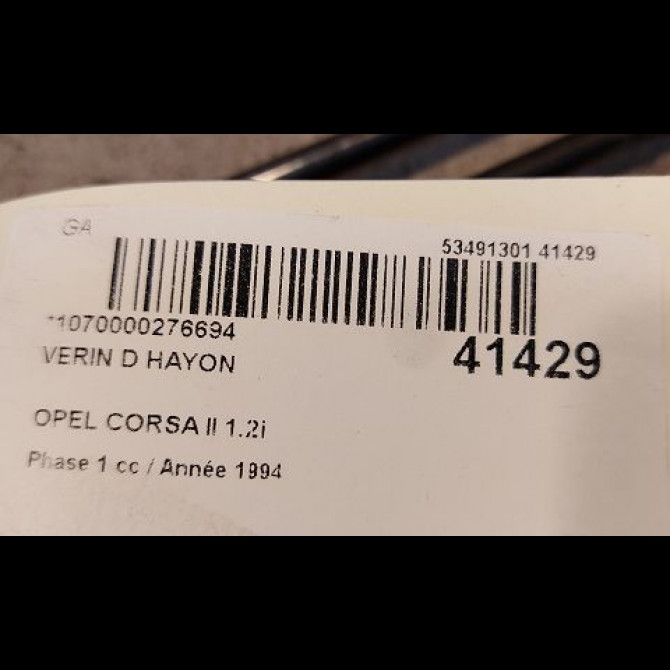 GA
53491301 41429
*1070000276694
41429
VERIN D HAYON
OPEL CORSA II 1.2i
Phase 1 cc / Année 1994